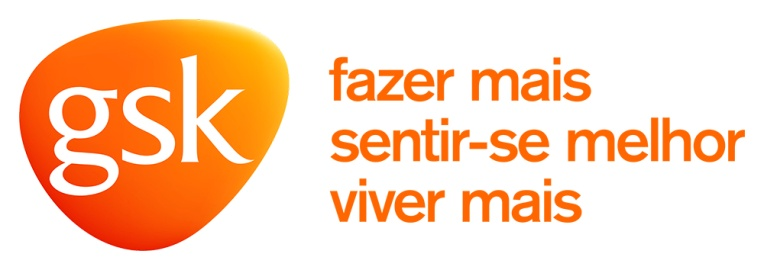 gsk
fazer mais
sentir-se melhor
viver mais